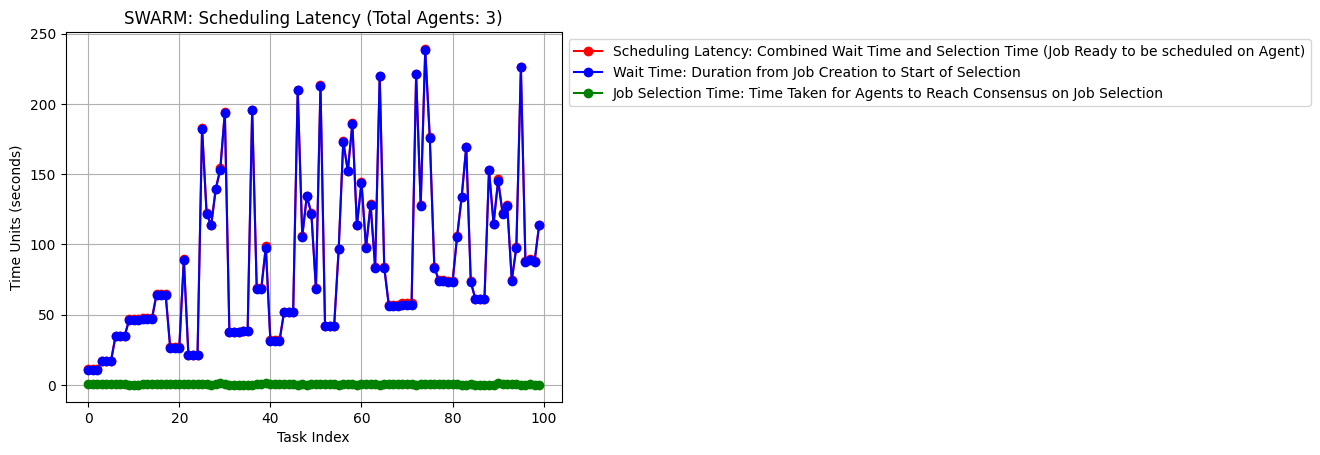 SWARM: Scheduling Latency (Total Agents: 3)
Scheduling Latency: Combined Wait Time and Selection Time (Job Ready to be scheduled on Agent)
Wait Time: Duration from Job Creation to Start of Selection
Job Selection Time: Time Taken for Agents to Reach Consensus on Job Selection
Time Units (seconds)
250
200
150
100
50
0
0 20 40 60 80 100
Task Index